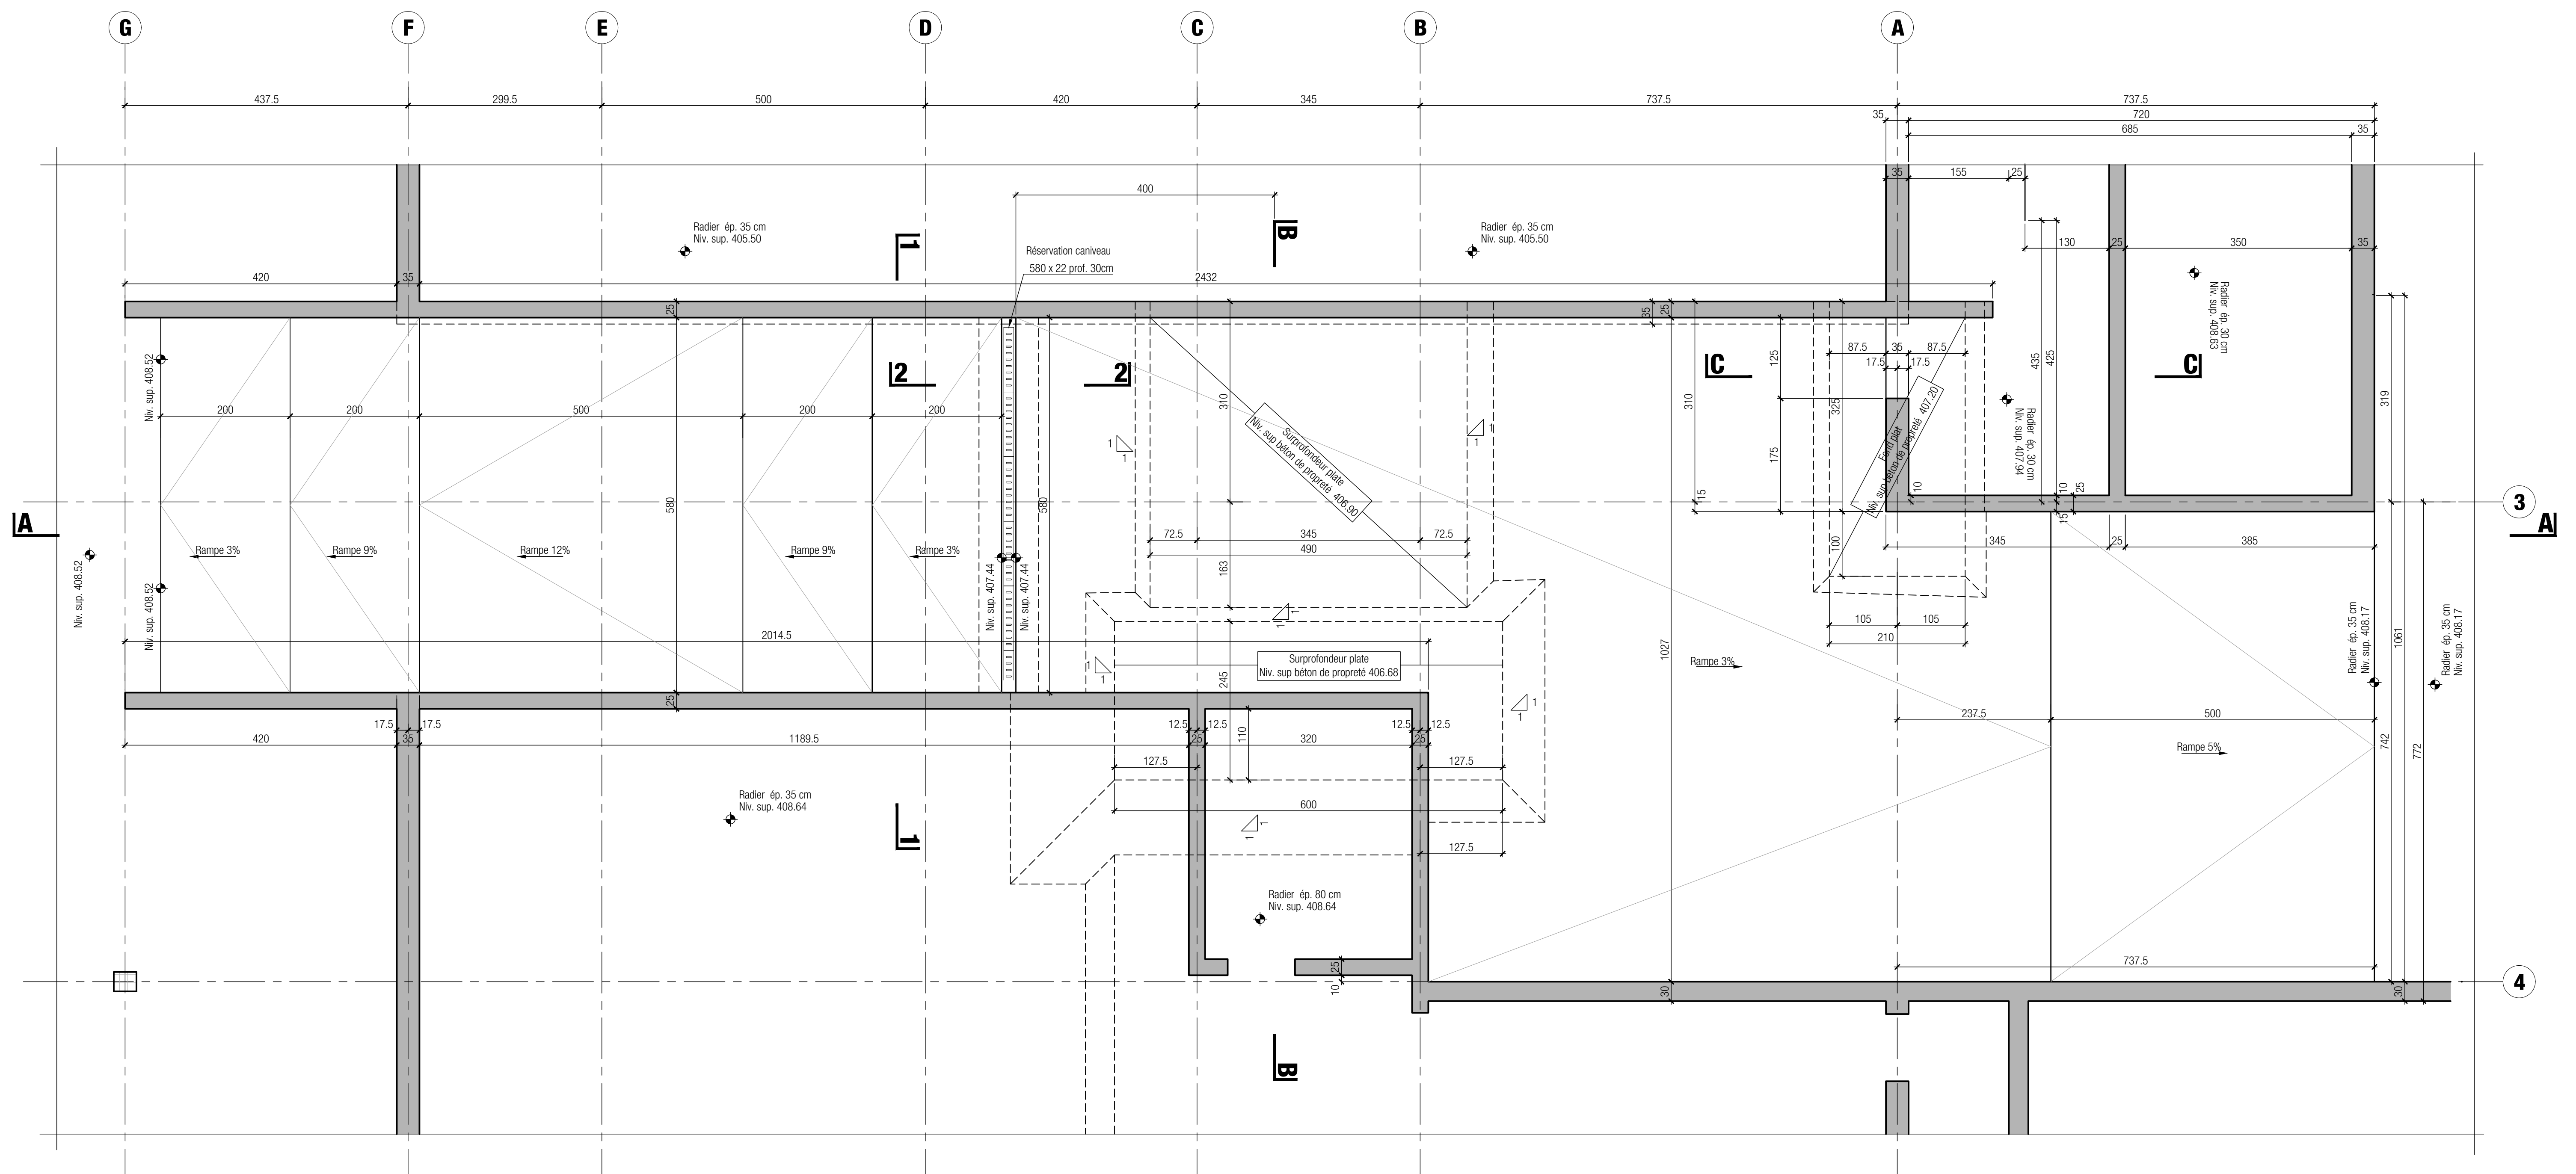 G F E D C B A
437.5 299.5 500 420 345 737.5 737.5
35 720
685 35
35 155 25
400
Radier ép. 35 cm
Niv. sup. 405.50
1
B
Réservation caniveau
580 x 22 prof. 30cm
Radier ép. 35 cm
Niv. sup. 405.50
130 25 350 35
435
425
Radier ép. 30 cm
Niv. sup. 408.63
420 35 2432
25
35
25
319
Niv. sup. 408.52
2 2
C C
87.5 35 87.5
17.5 17.5
125
325
310
310
175
200 200 500 200 200
1
1
1
1
Surprofondeur plate
Niv. sup béton de propreté 406.90
Fond plat
Niv. sup béton de propreté 407.20
Radier ép. 30 cm
Niv. sup. 407.94
580
580
15
10
10
25
15
3
A
A
72.5 345 72.5
490
163
100
345 25 385
Rampe 3%
Rampe 9%
Rampe 12%
Rampe 9%
Rampe 3%
Niv. sup. 408.52
Niv. sup. 408.52
Niv. sup. 407.44
Niv. sup. 407.44
1
1
105 105
210
Radier ép. 35 cm
Niv. sup. 408.17
Radier ép. 35 cm
Niv. sup. 408.17
1061
2014.5
1027
Surprofondeur plate
Niv. sup béton de propreté 406.68
1
1
245
Rampe 3%
25
1
1
17.5 17.5
12.5 12.5
12.5 12.5
237.5 500
420 35 1189.5 25 320 25
110
742
772
Rampe 5%
127.5 127.5
Radier ép. 35 cm
Niv. sup. 408.64
600
1
1
1
127.5
Radier ép. 80 cm
Niv. sup. 408.64
25
10
737.5
30
30
4
B